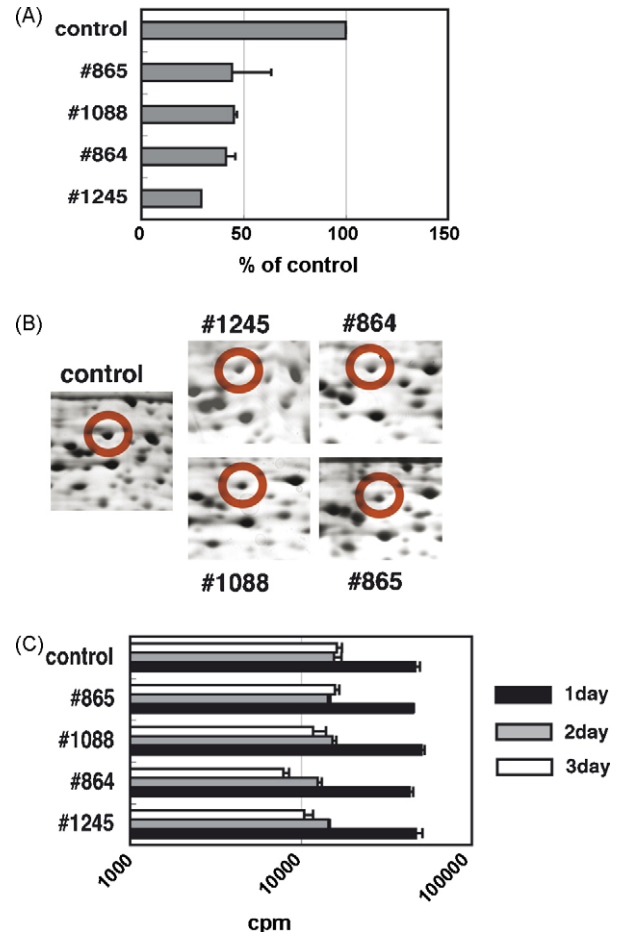 (A)
control
#865
#1088
#864
#1245
0 50 100 150
% of control
(B)
#1245 #864
control
#1088 #865
(C)
control
#865
#1088
#864
#1245
1day
2day
3day
1000 10000 100000
cpm